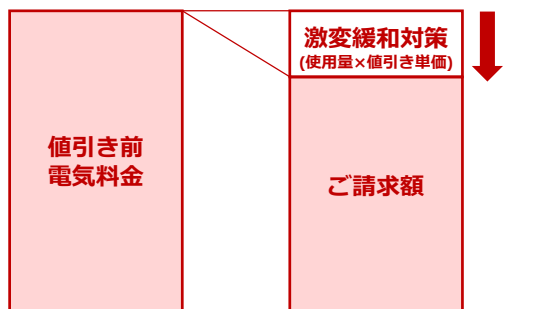 激変緩和対策
(使用量×値引き単価)
値引き前
電気料金
ご請求額